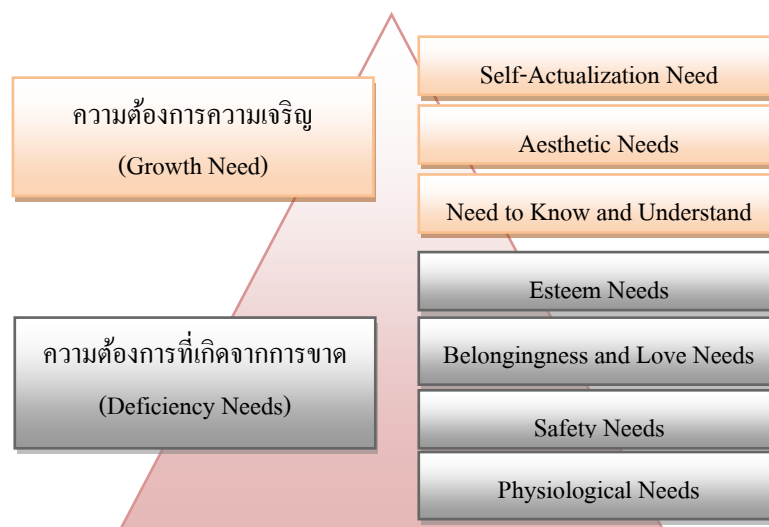 Self-Actualization Need
ความต้องการความเจริญ
(Growth Need)
Aesthetic Needs
Need to Know and Understand
Esteem Needs
ความต้องการที่เกิดจากการขาด
(Deficiency Needs)
Belongingness and Love Needs
Safety Needs
Physiological Needs